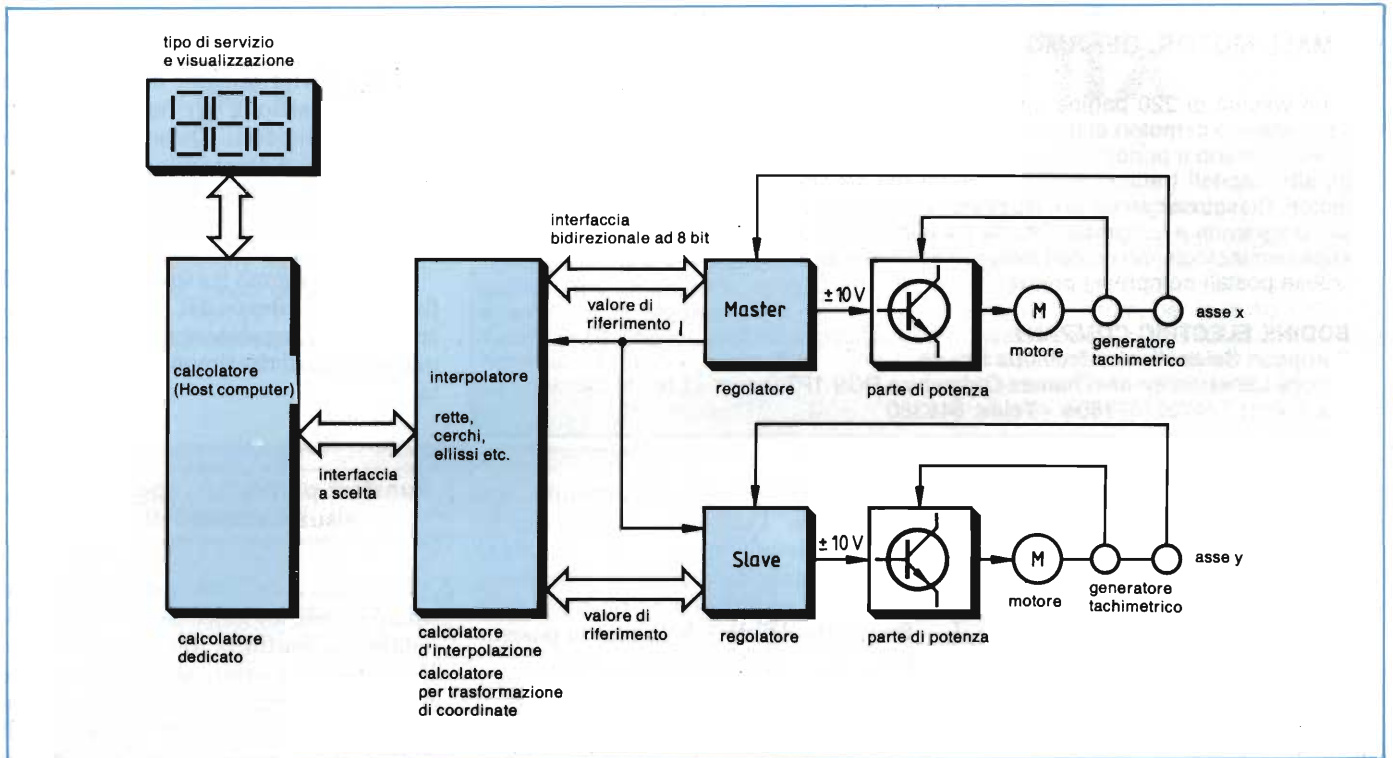 tipo di servizio
e visualizzazione
calcolatore
(Host computer)
calcolatore
dedicato
interfaccia
a scelta
interpolatore
rette,
cerchi,
ellissi etc.
calcolatore
d'interpolazione
calcolatore
per trasformazione
di coordinate
interfaccia
bidirezionale ad 8 bit
valore di
riferimento
Master
regolatore
± 10 V
parte di potenza
M
motore
generatore
tachimetrico
asse x
valore di
riferimento
Slave
regolatore
± 10 V
parte di potenza
M
motore
generatore
tachimetrico
asse y